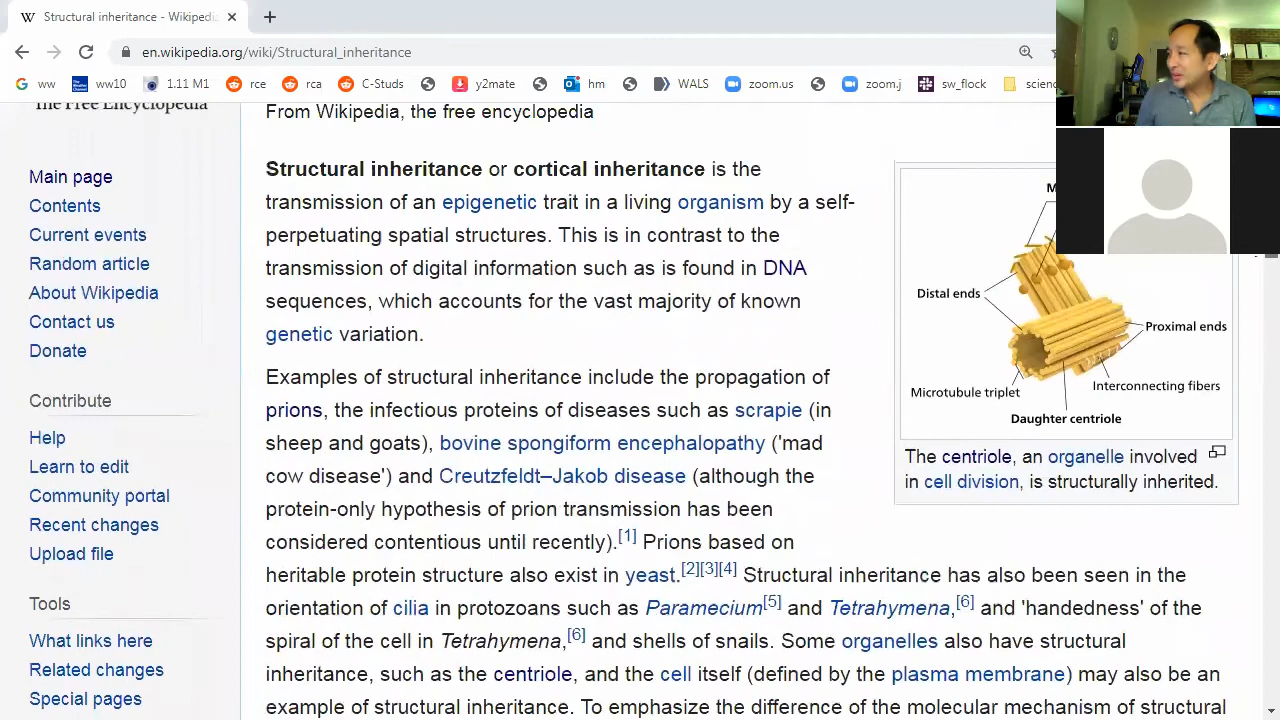 Structural inheritance - Wikipedi
en.wikipedia.org/wiki/Structural_inheritance
ww ww10 1.11 M1 rce rca C-Studs y2mate hm WALS zoom.us zoom.j sw_flock scienc
The Free Encyclopedia
Main page
Contents
Current events
Random article
About Wikipedia
Contact us
Donate
Contribute
Help
Learn to edit
Community portal
Recent changes
Upload file
Tools
What links here
Related changes
Special pages
From Wikipedia, the free encyclopedia
Structural inheritance or cortical inheritance is the
transmission of an epigenetic trait in a living organism by a self-
perpetuating spatial structures. This is in contrast to the
transmission of digital information such as is found in DNA
sequences, which accounts for the vast majority of known
genetic variation.
Examples of structural inheritance include the propagation of
prions, the infectious proteins of diseases such as scrapie (in
sheep and goats), bovine spongiform encephalopathy ('mad
cow disease') and Creutzfeldt–Jakob disease (although the
protein-only hypothesis of prion transmission has been
considered contentious until recently).[1] Prions based on
heritable protein structure also exist in yeast.[2][3][4] Structural inheritance has also been seen in the
orientation of cilia in protozoans such as Paramecium[5] and Tetrahymena,[6] and 'handedness' of the
spiral of the cell in Tetrahymena,[6] and shells of snails. Some organelles also have structural
inheritance, such as the centriole, and the cell itself (defined by the plasma membrane) may also be an
example of structural inheritance. To emphasize the difference of the molecular mechanism of structural
M
Distal ends
Proximal ends
Microtubule triplet
Interconnecting fibers
Daughter centriole
The centriole, an organelle involved
in cell division, is structurally inherited.